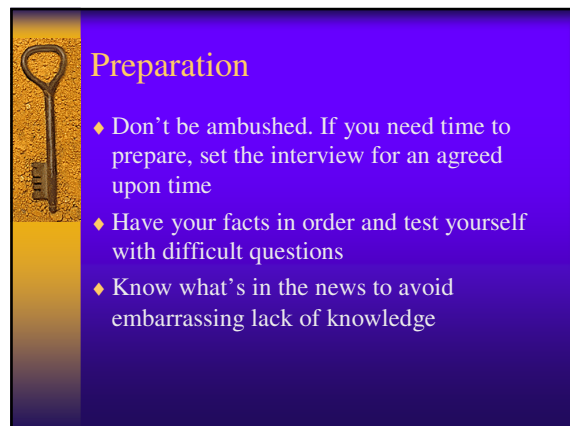 Preparation
♦ Don’t be ambushed. If you need time to
prepare, set the interview for an agreed
upon time
♦ Have your facts in order and test yourself
with difficult questions
♦ Know what’s in the news to avoid
embarrassing lack of knowledge